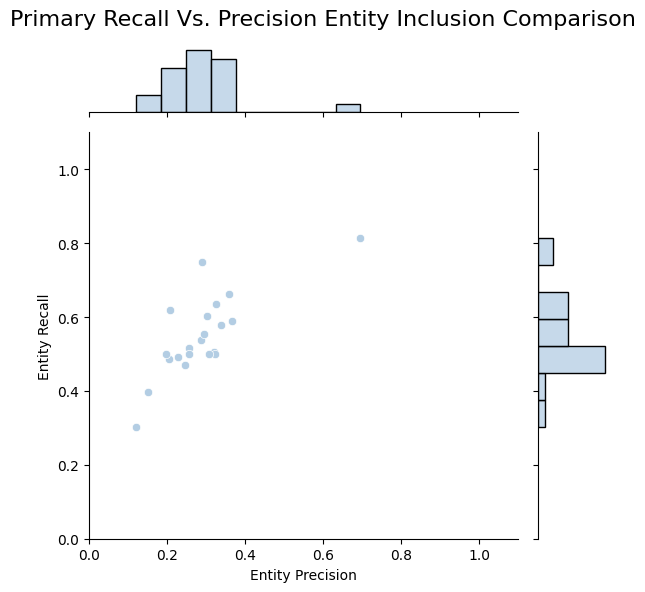 Primary Recall Vs. Precision Entity Inclusion Comparison
1.0
0.8
0.6
0.4
0.2
0.0
Entity Recall
0.0 0.2 0.4 0.6 0.8 1.0
Entity Precision